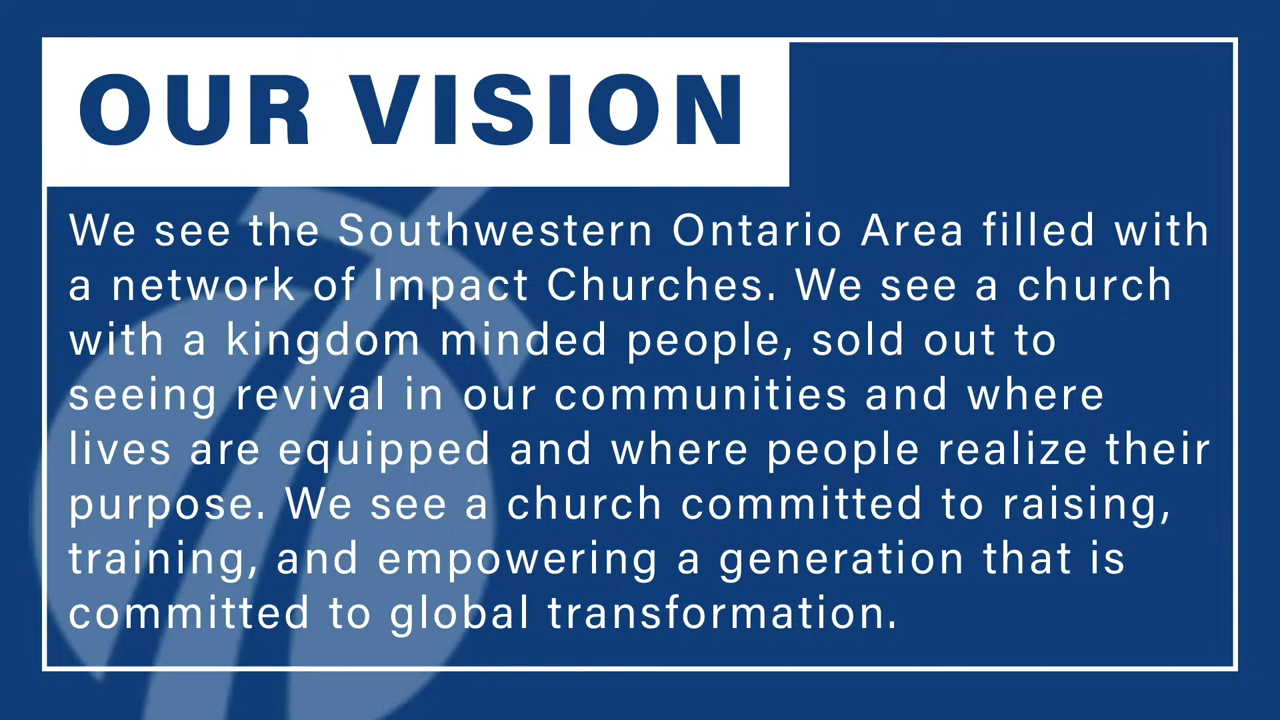 OUR VISION
We see the Southwestern Ontario Area filled with
a network of Impact Churches. We see a church
with a kingdom minded people, sold out to
seeing revival in our communities and where
lives are equipped and where people realize their
purpose. We see a church committed to raising,
training, and empowering a generation that is
committed to global transformation.